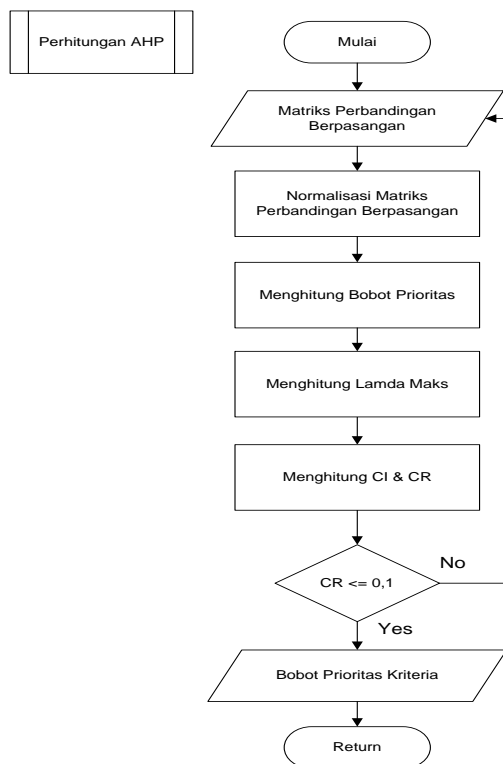 Perhitungan AHP
Mulai
Matriks Perbandingan
Berpasangan
Normalisasi Matriks
Perbandingan Berpasangan
Menghitung Bobot Prioritas
Menghitung Lamda Maks
Menghitung CI & CR
CR <= 0,1
No
Yes
Bobot Prioritas Kriteria
Return